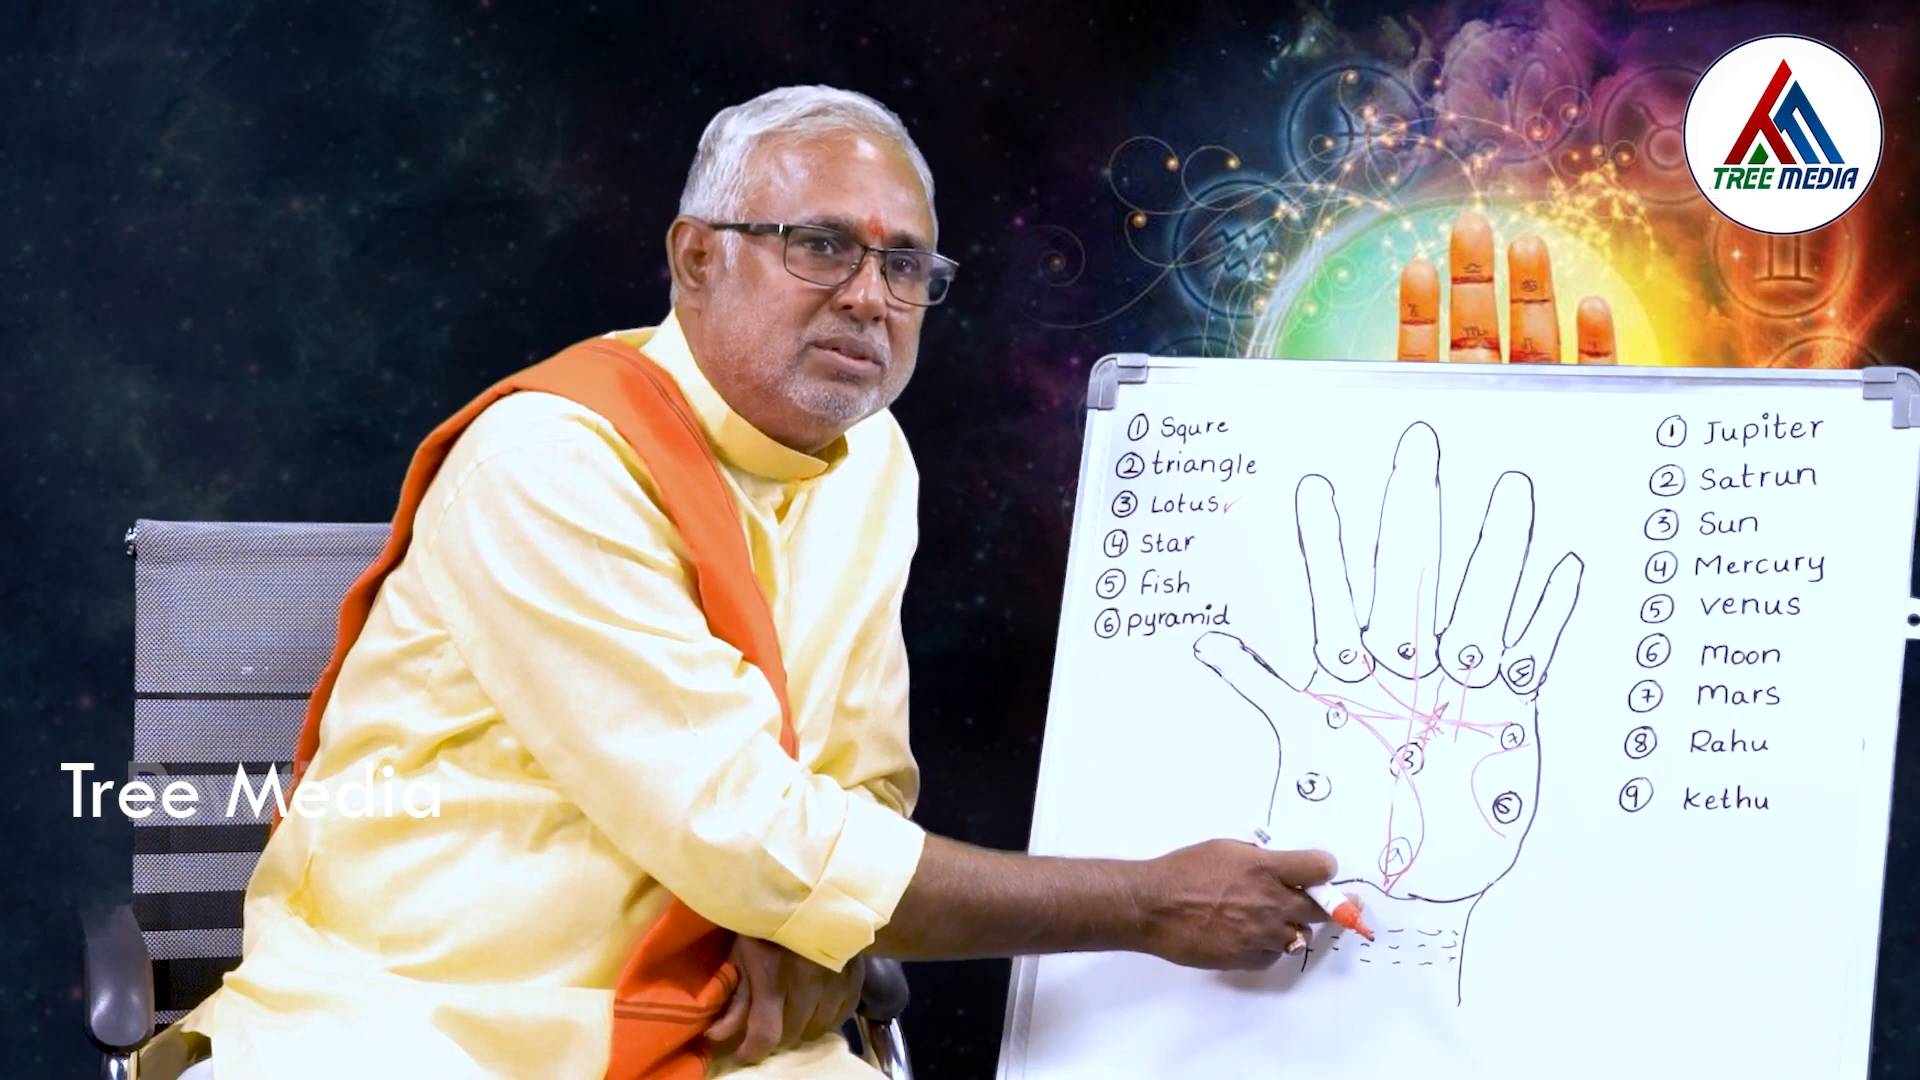 TREE MEDIA
① Squre
② triangle
③ Lotus
④ Star
⑤ Fish
⑥ pyramid
① Jupiter
② Satrun
③ Sun
④ Mercury
⑤ Venus
⑥ Moon
⑦ Mars
⑧ Rahu
⑨ Kethu
Tree Media